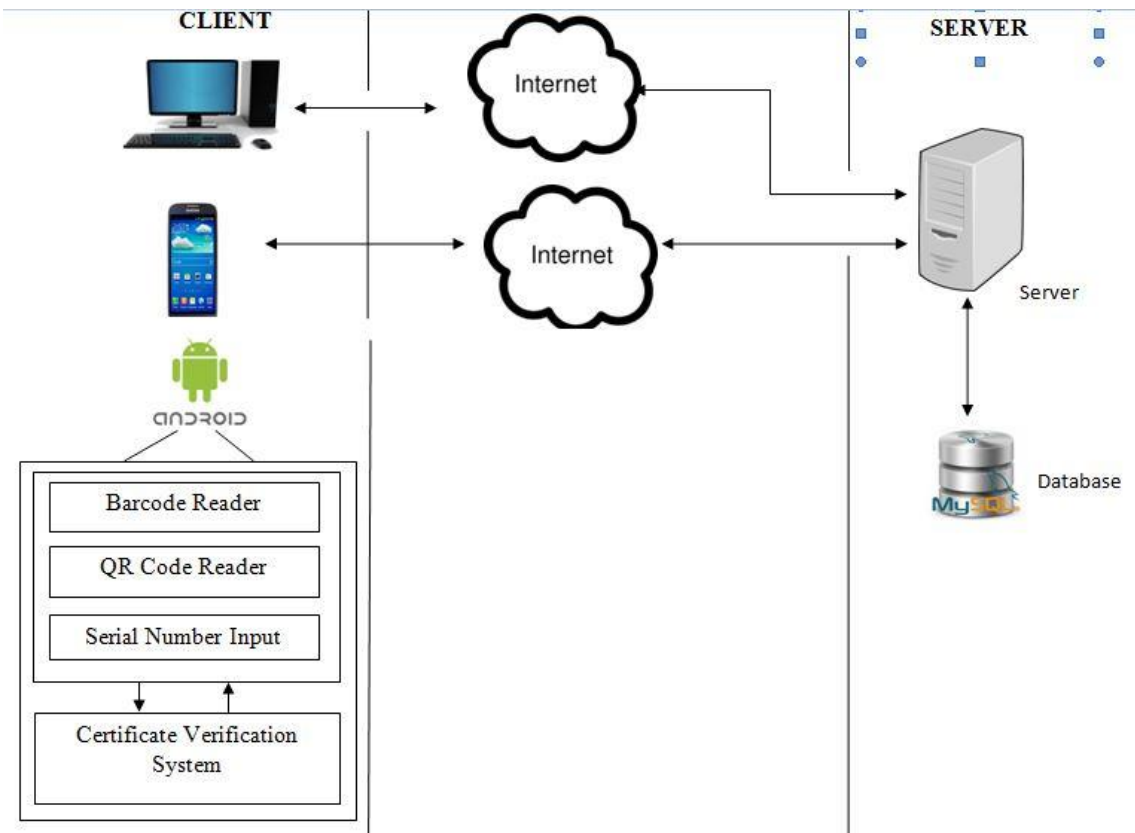 CLIENT
SERVER
Internet
Internet
Server
ANDROID
Barcode Reader
QR Code Reader
Serial Number Input
Certificate Verification
System
Database
MySQL